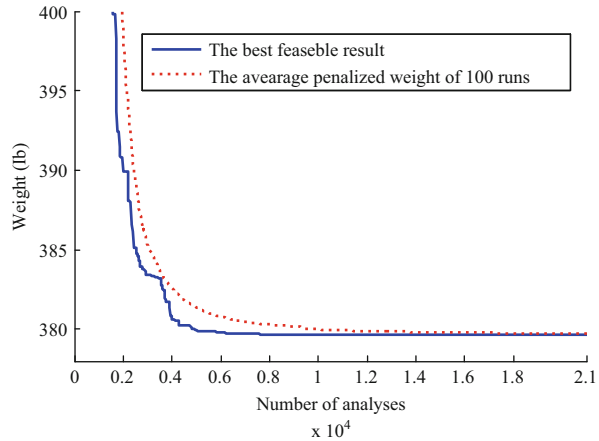 400
395
390
385
380
Weight (Ib)
The best feaseble result
The avearage penalized weight of 100 runs
0 0.2 0.4 0.6 0.8 1 1.2 1.4 1.6 1.8 2.1
Number of analyses
x 10^4